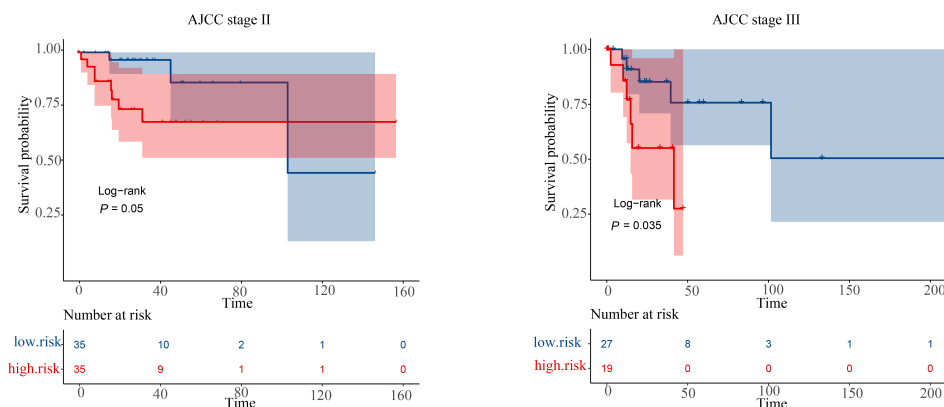 AJCC stage II
1.00
0.75
0.50
0.25
Survival probability
Log-rank
P = 0.05
0 40 80 120 160
Time
Number at risk
low.risk 35 10 2 1 0
high.risk 35 9 1 1 0
0 40 80 120 160
Time
AJCC stage III
1.00
0.75
0.50
0.25
Survival probability
Log-rank
P = 0.035
0 50 100 150 200
Time
Number at risk
low.risk 27 8 3 1 1
high.risk 19 0 0 0 0
0 50 100 150 200
Time